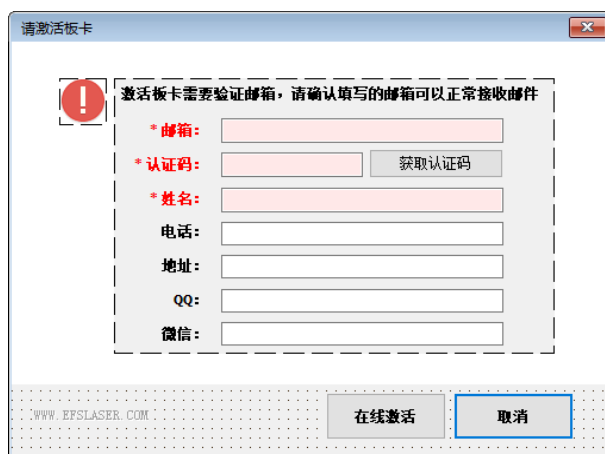 请激活板卡
激活板卡需要验证邮箱，请确认填写的邮箱可以正常接收邮件
*邮箱：
*认证码： 获取认证码
*姓名：
电话：
地址：
QQ：
微信：
WWW.EFSLASER.COM 在线激活 取消